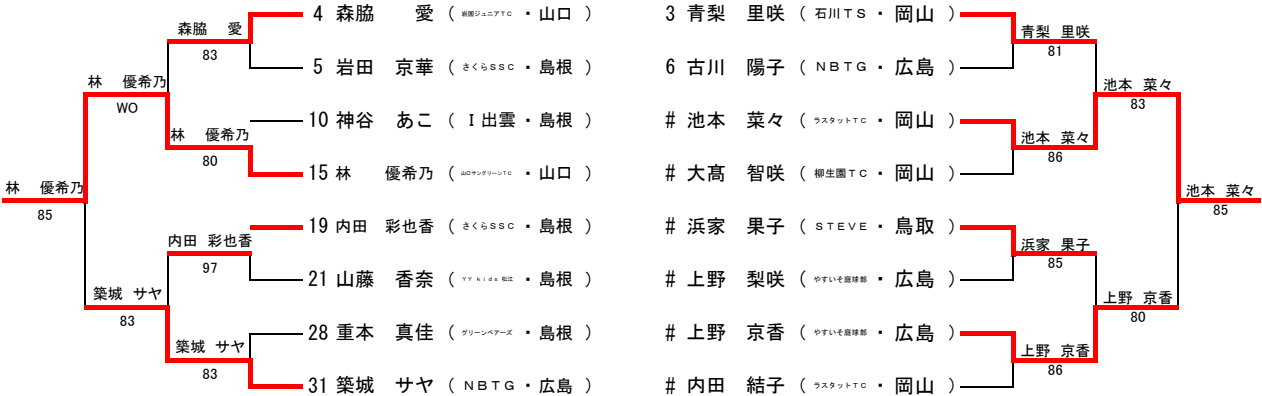 4 森脇 愛 ( 岩国ジュニアTC ・ 山口 )
3 青梨 里咲 ( 石川TS ・ 岡山 )
森脇 愛
83
青梨 里咲
81
5 岩田 京華 ( さくらSSC ・ 島根 )
6 古川 陽子 ( NBTG ・ 広島 )
林 優希乃
WO
池本 菜々
83
10 神谷 あこ ( I出雲 ・ 島根 )
# 池本 菜々 ( ラスタットTC ・ 岡山 )
林 優希乃
80
池本 菜々
86
15 林 優希乃 ( 山口サングリーンTC ・ 山口 )
# 大髙 智咲 ( 柳生園TC ・ 岡山 )
林 優希乃
85
池本 菜々
85
19 内田 彩也香 ( さくらSSC ・ 島根 )
# 浜家 果子 ( STEVE ・ 鳥取 )
内田 彩也香
97
浜家 果子
85
21 山藤 香奈 ( YY kids 松江 ・ 島根 )
# 上野 梨咲 ( やすいそ庭球部 ・ 広島 )
築城 サヤ
83
上野 京香
80
28 重本 真佳 ( グリーンベアーズ ・ 島根 )
# 上野 京香 ( やすいそ庭球部 ・ 広島 )
築城 サヤ
83
上野 京香
86
31 築城 サヤ ( NBTG ・ 広島 )
# 内田 結子 ( ラスタットTC ・ 岡山 )